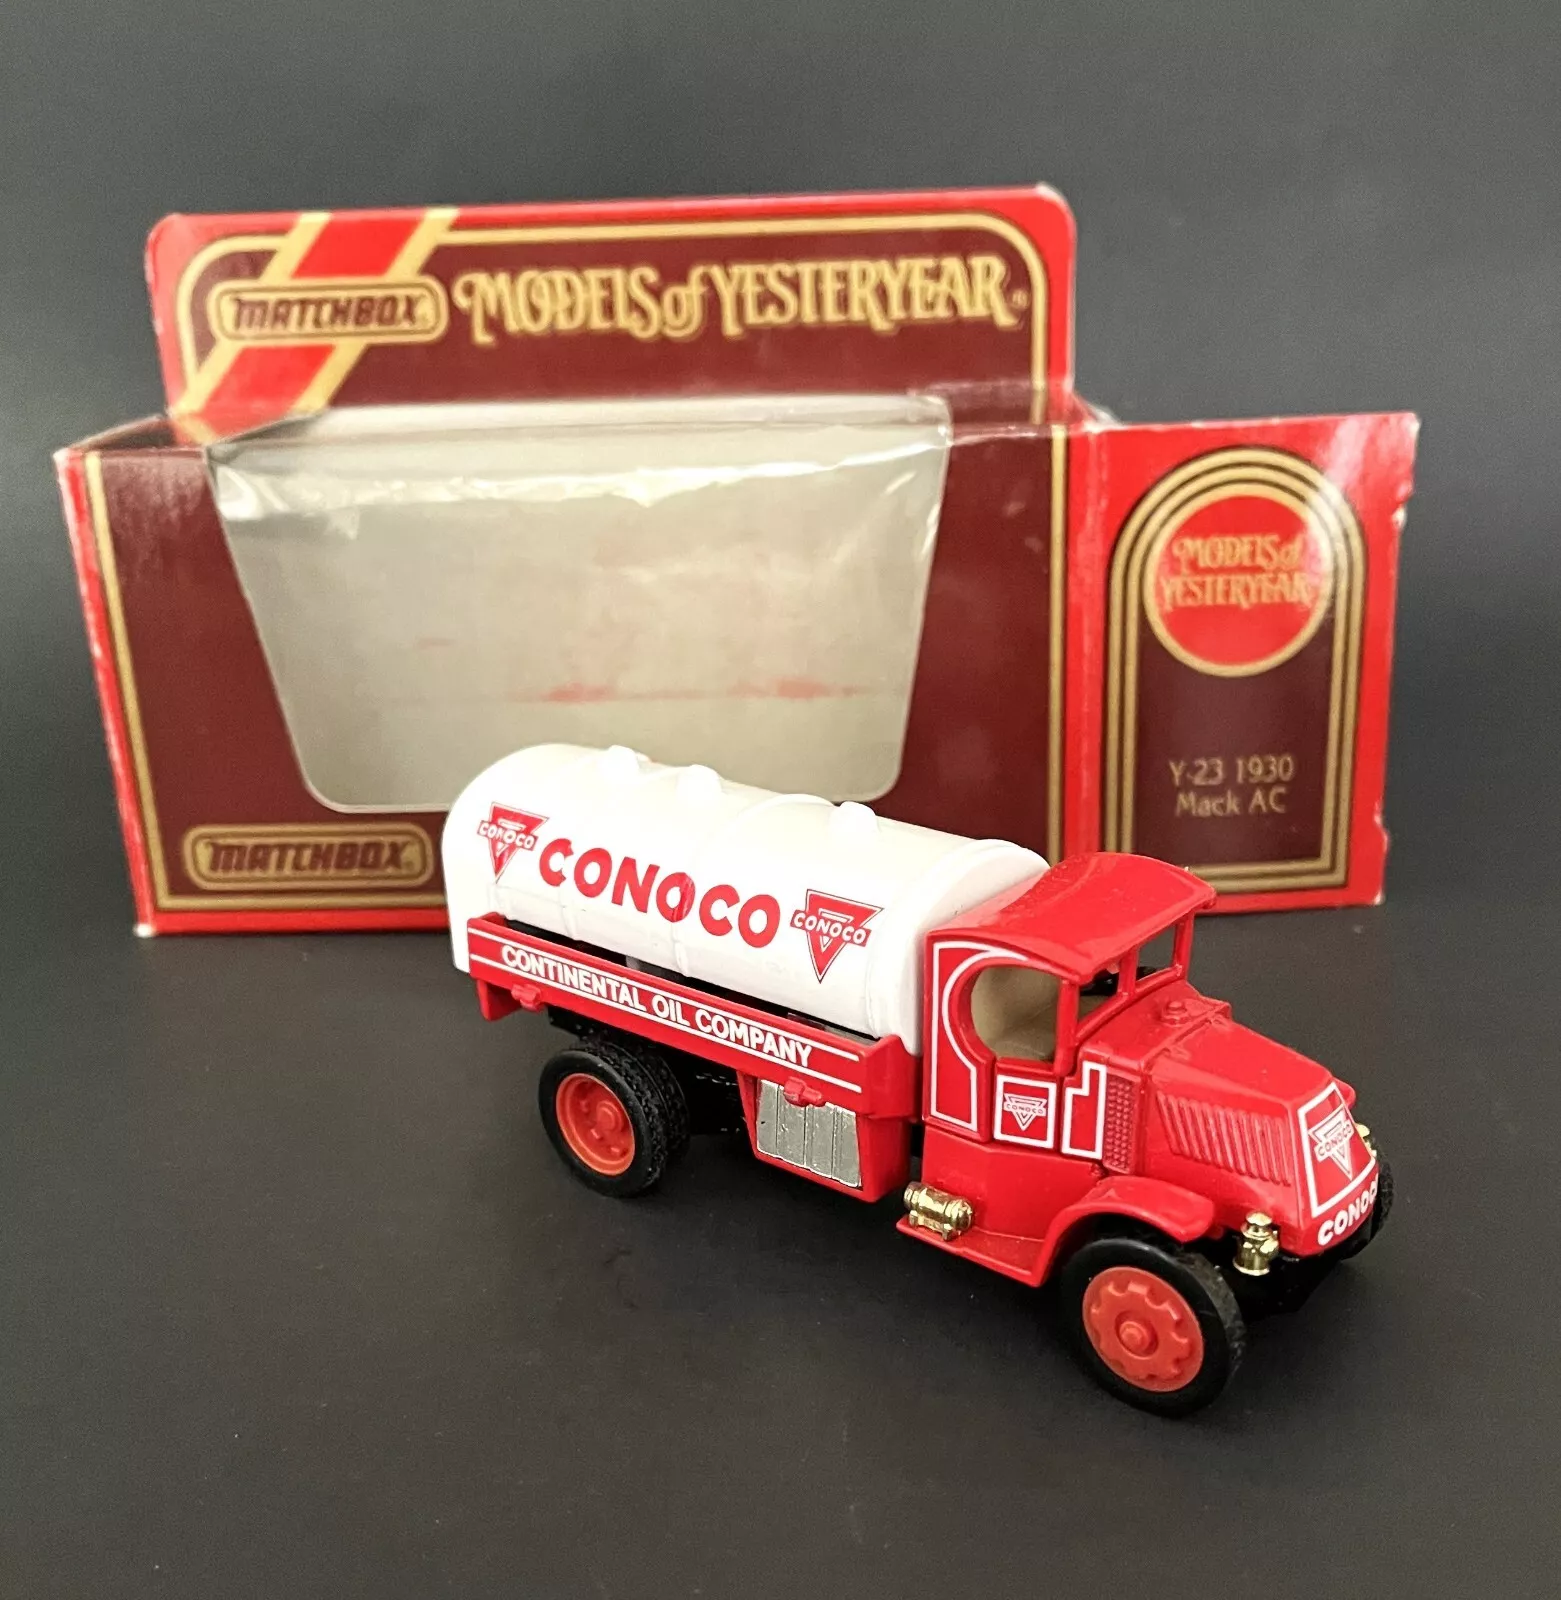 MATCHBOX
MODELS of YESTERYEAR®
MODELS of
YESTERYEAR
Y-23 1930
Mack AC
MATCHBOX
CONOCO
CONOCO
CONOCO
CONTINENTAL OIL COMPANY
CONOCO
CONOCO
CONOCO